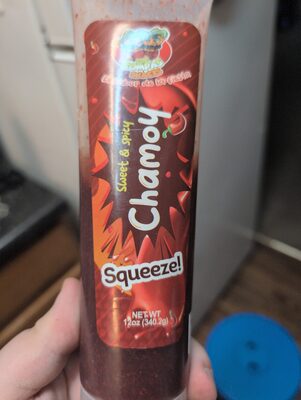 Sweet & spicy
Chamoy
Squeeze!
NET WT
12oz (340.2g)